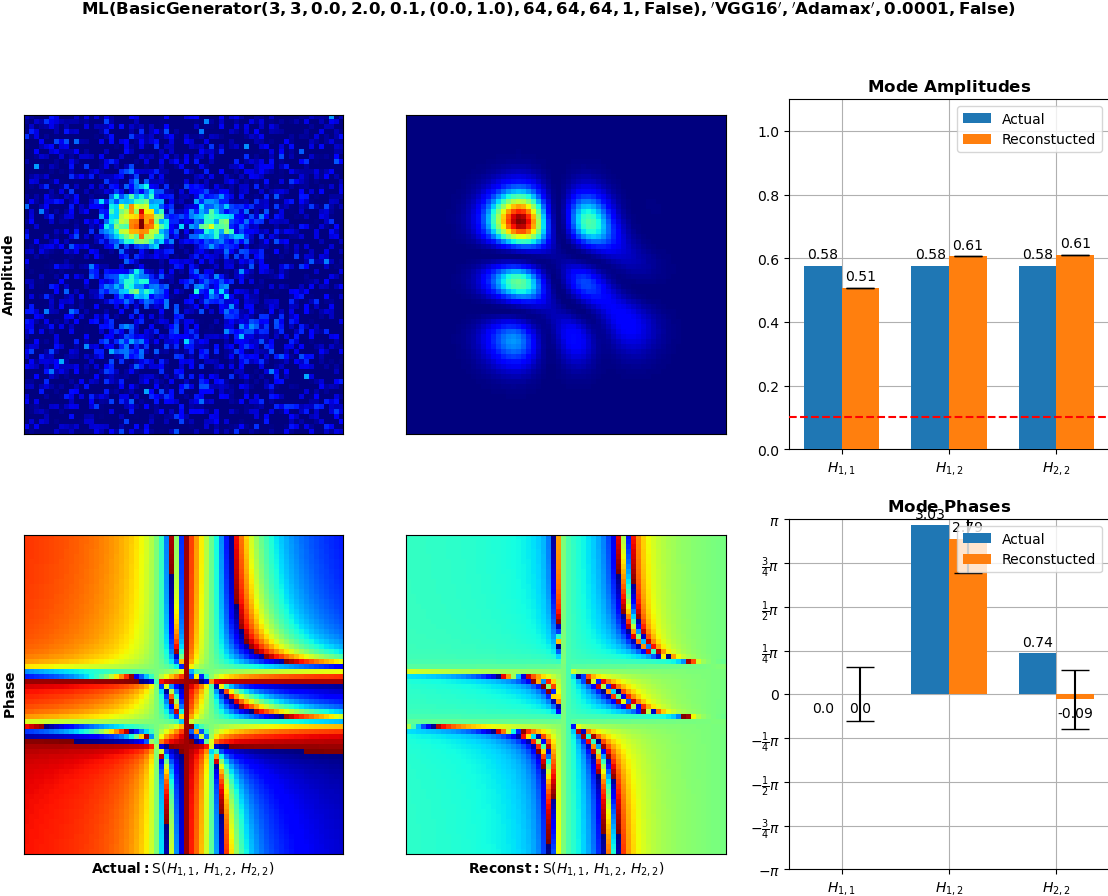 ML(BasicGenerator(3, 3, 0.0, 2.0, 0.1, (0.0, 1.0), 64, 64, 64, 1, False), 'VGG16', 'Adamax', 0.0001, False)
Amplitude
Mode Amplitudes
Actual
Reconstucted
1.0
0.8
0.6
0.4
0.2
0.0
0.58
0.51
0.58
0.61
0.58
0.61
H1,1
H1,2
H2,2
Phase
Actual: S(H1,1, H1,2, H2,2)
Reconst: S(H1,1, H1,2, H2,2)
Mode Phases
Actual
Reconstucted
π
3/4π
1/2π
1/4π
0
−1/4π
−1/2π
−3/4π
−π
0.0
0.0
3.03
2.79
0.74
-0.09
H1,1
H1,2
H2,2